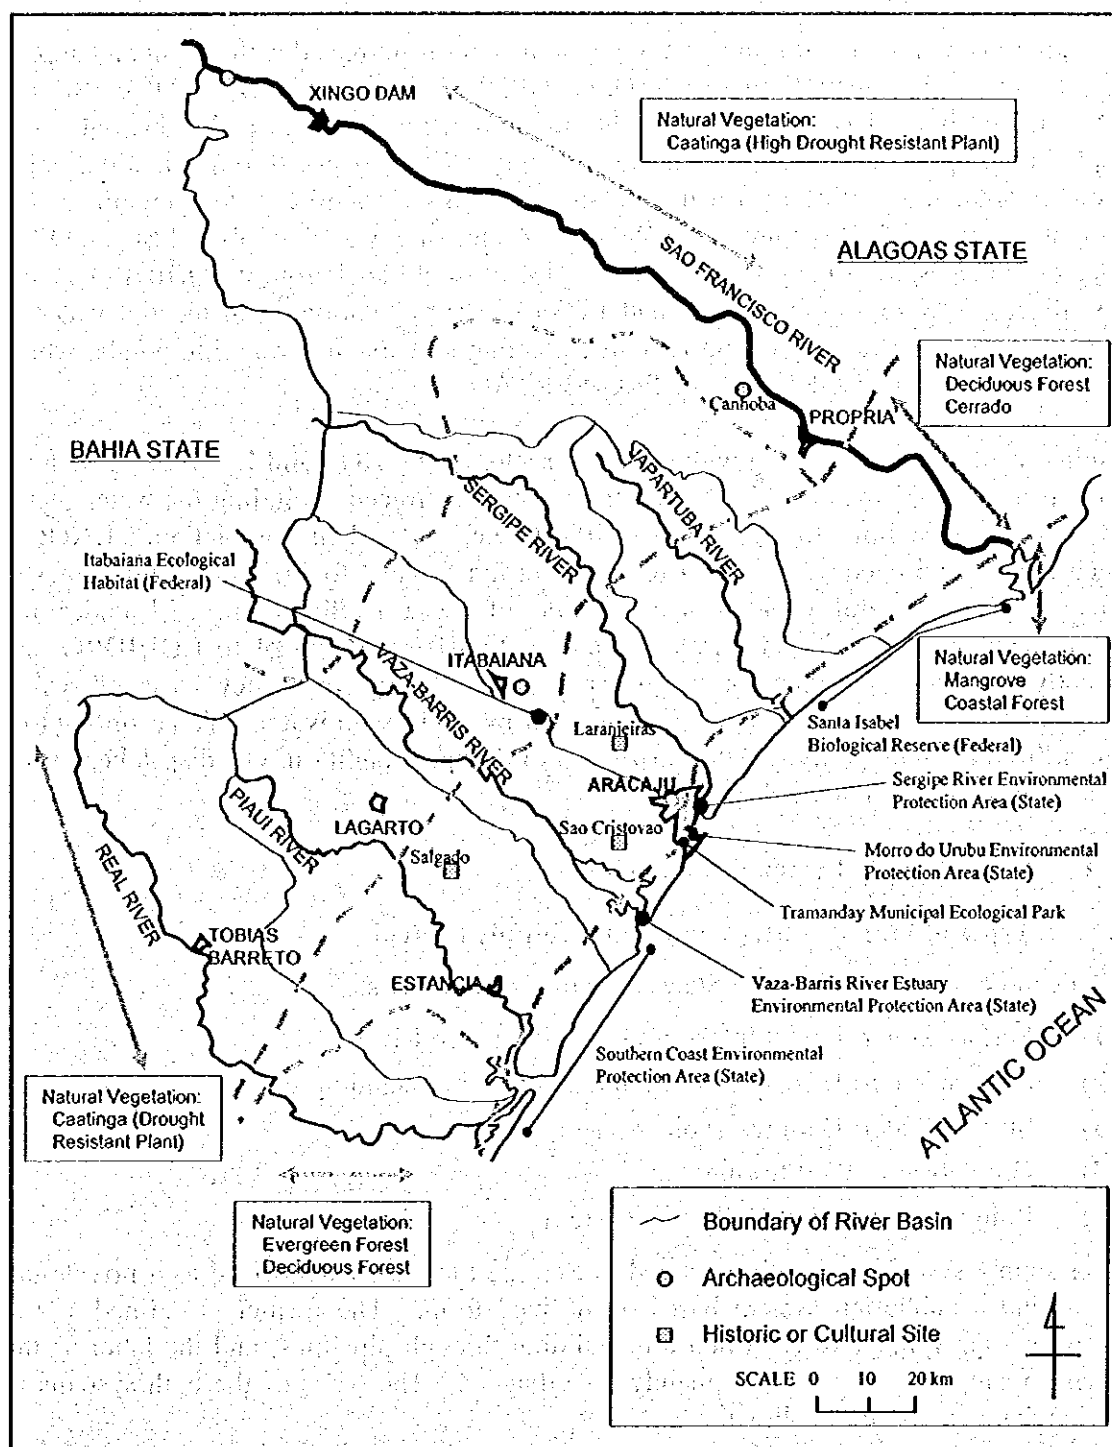 XINGO DAM
Natural Vegetation:
Caatinga (High Drought Resistant Plant)
SAO FRANCISCO RIVER
ALAGOAS STATE
Natural Vegetation:
Deciduous Forest
Cerrado
Canhoba
PROPRIA
BAHIA STATE
VAPARTUBA RIVER
SERGIPE RIVER
Itabaiana Ecological
Habitat (Federal)
ITABAIANA
VAZA-BARRIS RIVER
Natural Vegetation:
Mangrove
Coastal Forest
Santa Isabel
Biological Reserve (Federal)
Laranieiras
ARACAJU
Sergipe River Environmental
Protection Area (State)
PIAUI RIVER
LAGARTO
Sao Cristovao
Morro do Urubu Environmental
Protection Area (State)
Salgado
REAL RIVER
Tramanday Municipal Ecological Park
TOBIAS
BARRETO
ESTANCIA
Vaza-Barris River Estuary
Environmental Protection Area (State)
Southern Coast Environmental
Protection Area (State)
ATLANTIC OCEAN
Natural Vegetation:
Caatinga (Drought
Resistant Plant)
Natural Vegetation:
Evergreen Forest
Deciduous Forest
Boundary of River Basin
Archaeological Spot
Historic or Cultural Site
SCALE 0 10 20 km